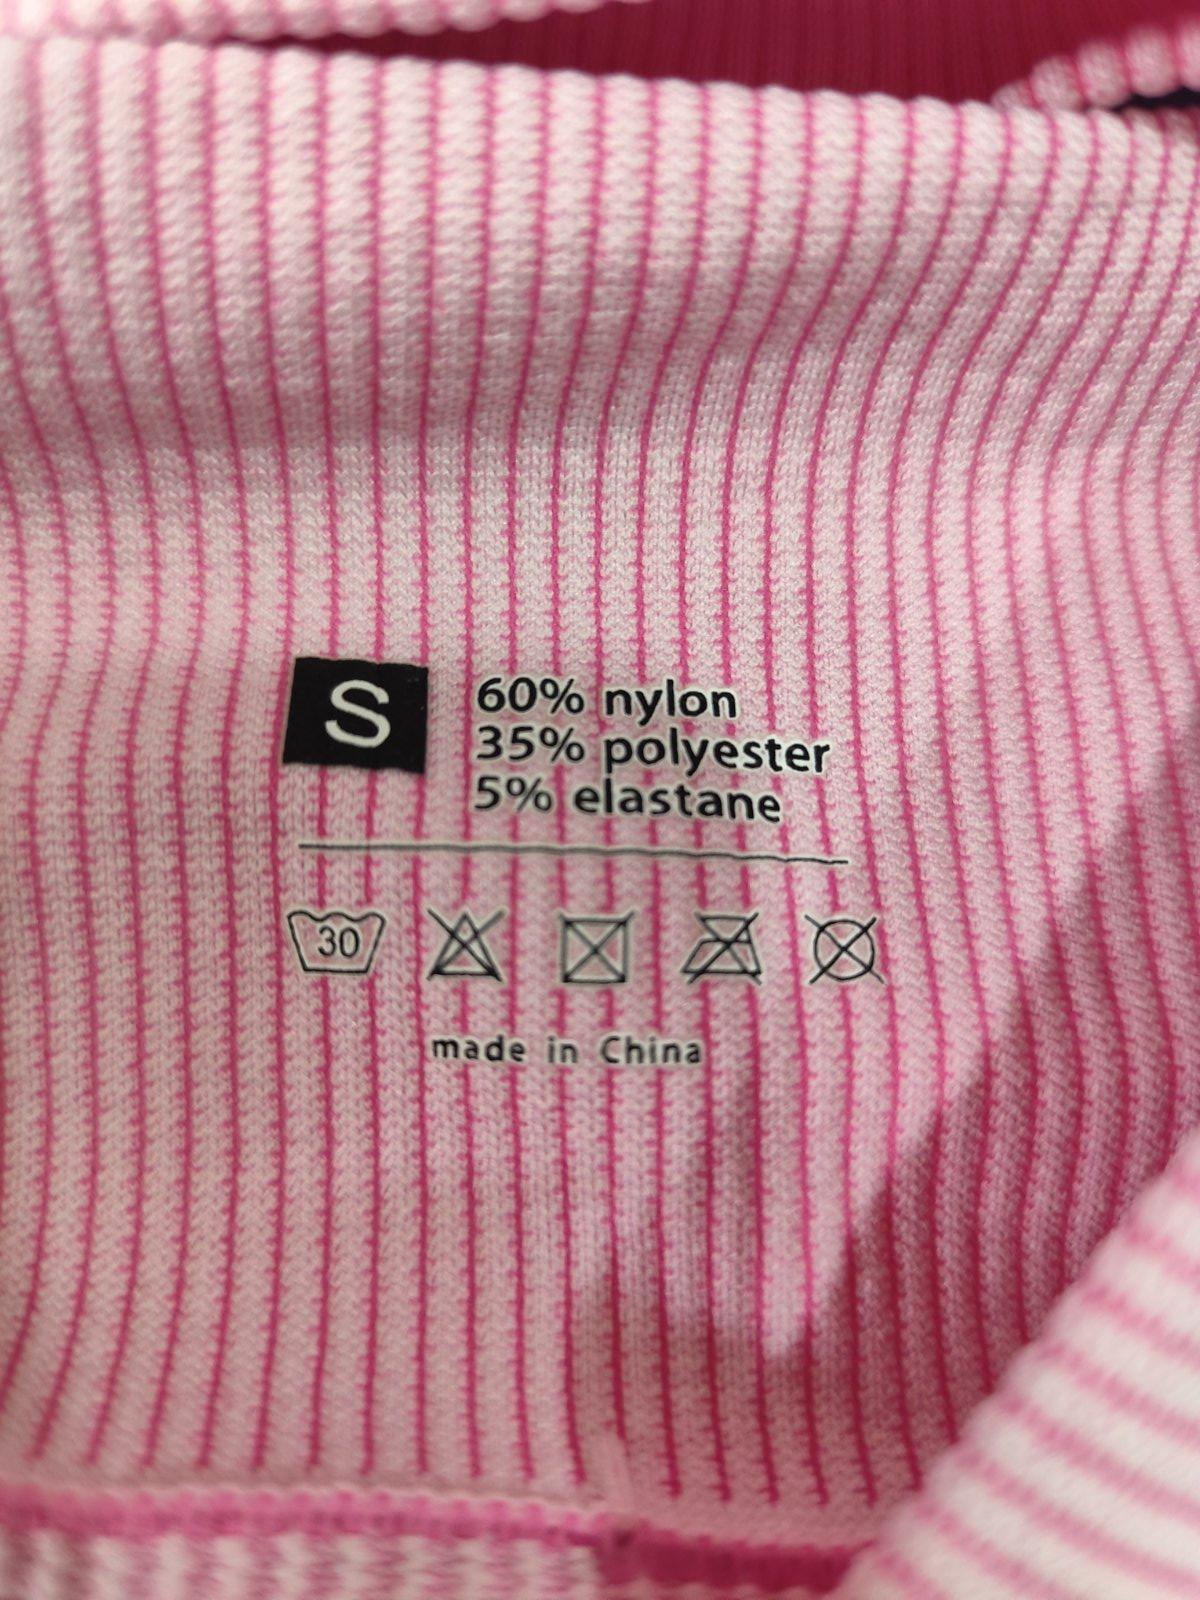 S
60% nylon
35% polyester
5% elastane
30
made in China